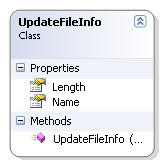 UpdateFileInfo
Class
Properties
Length
Name
Methods
UpdateFileInfo (...